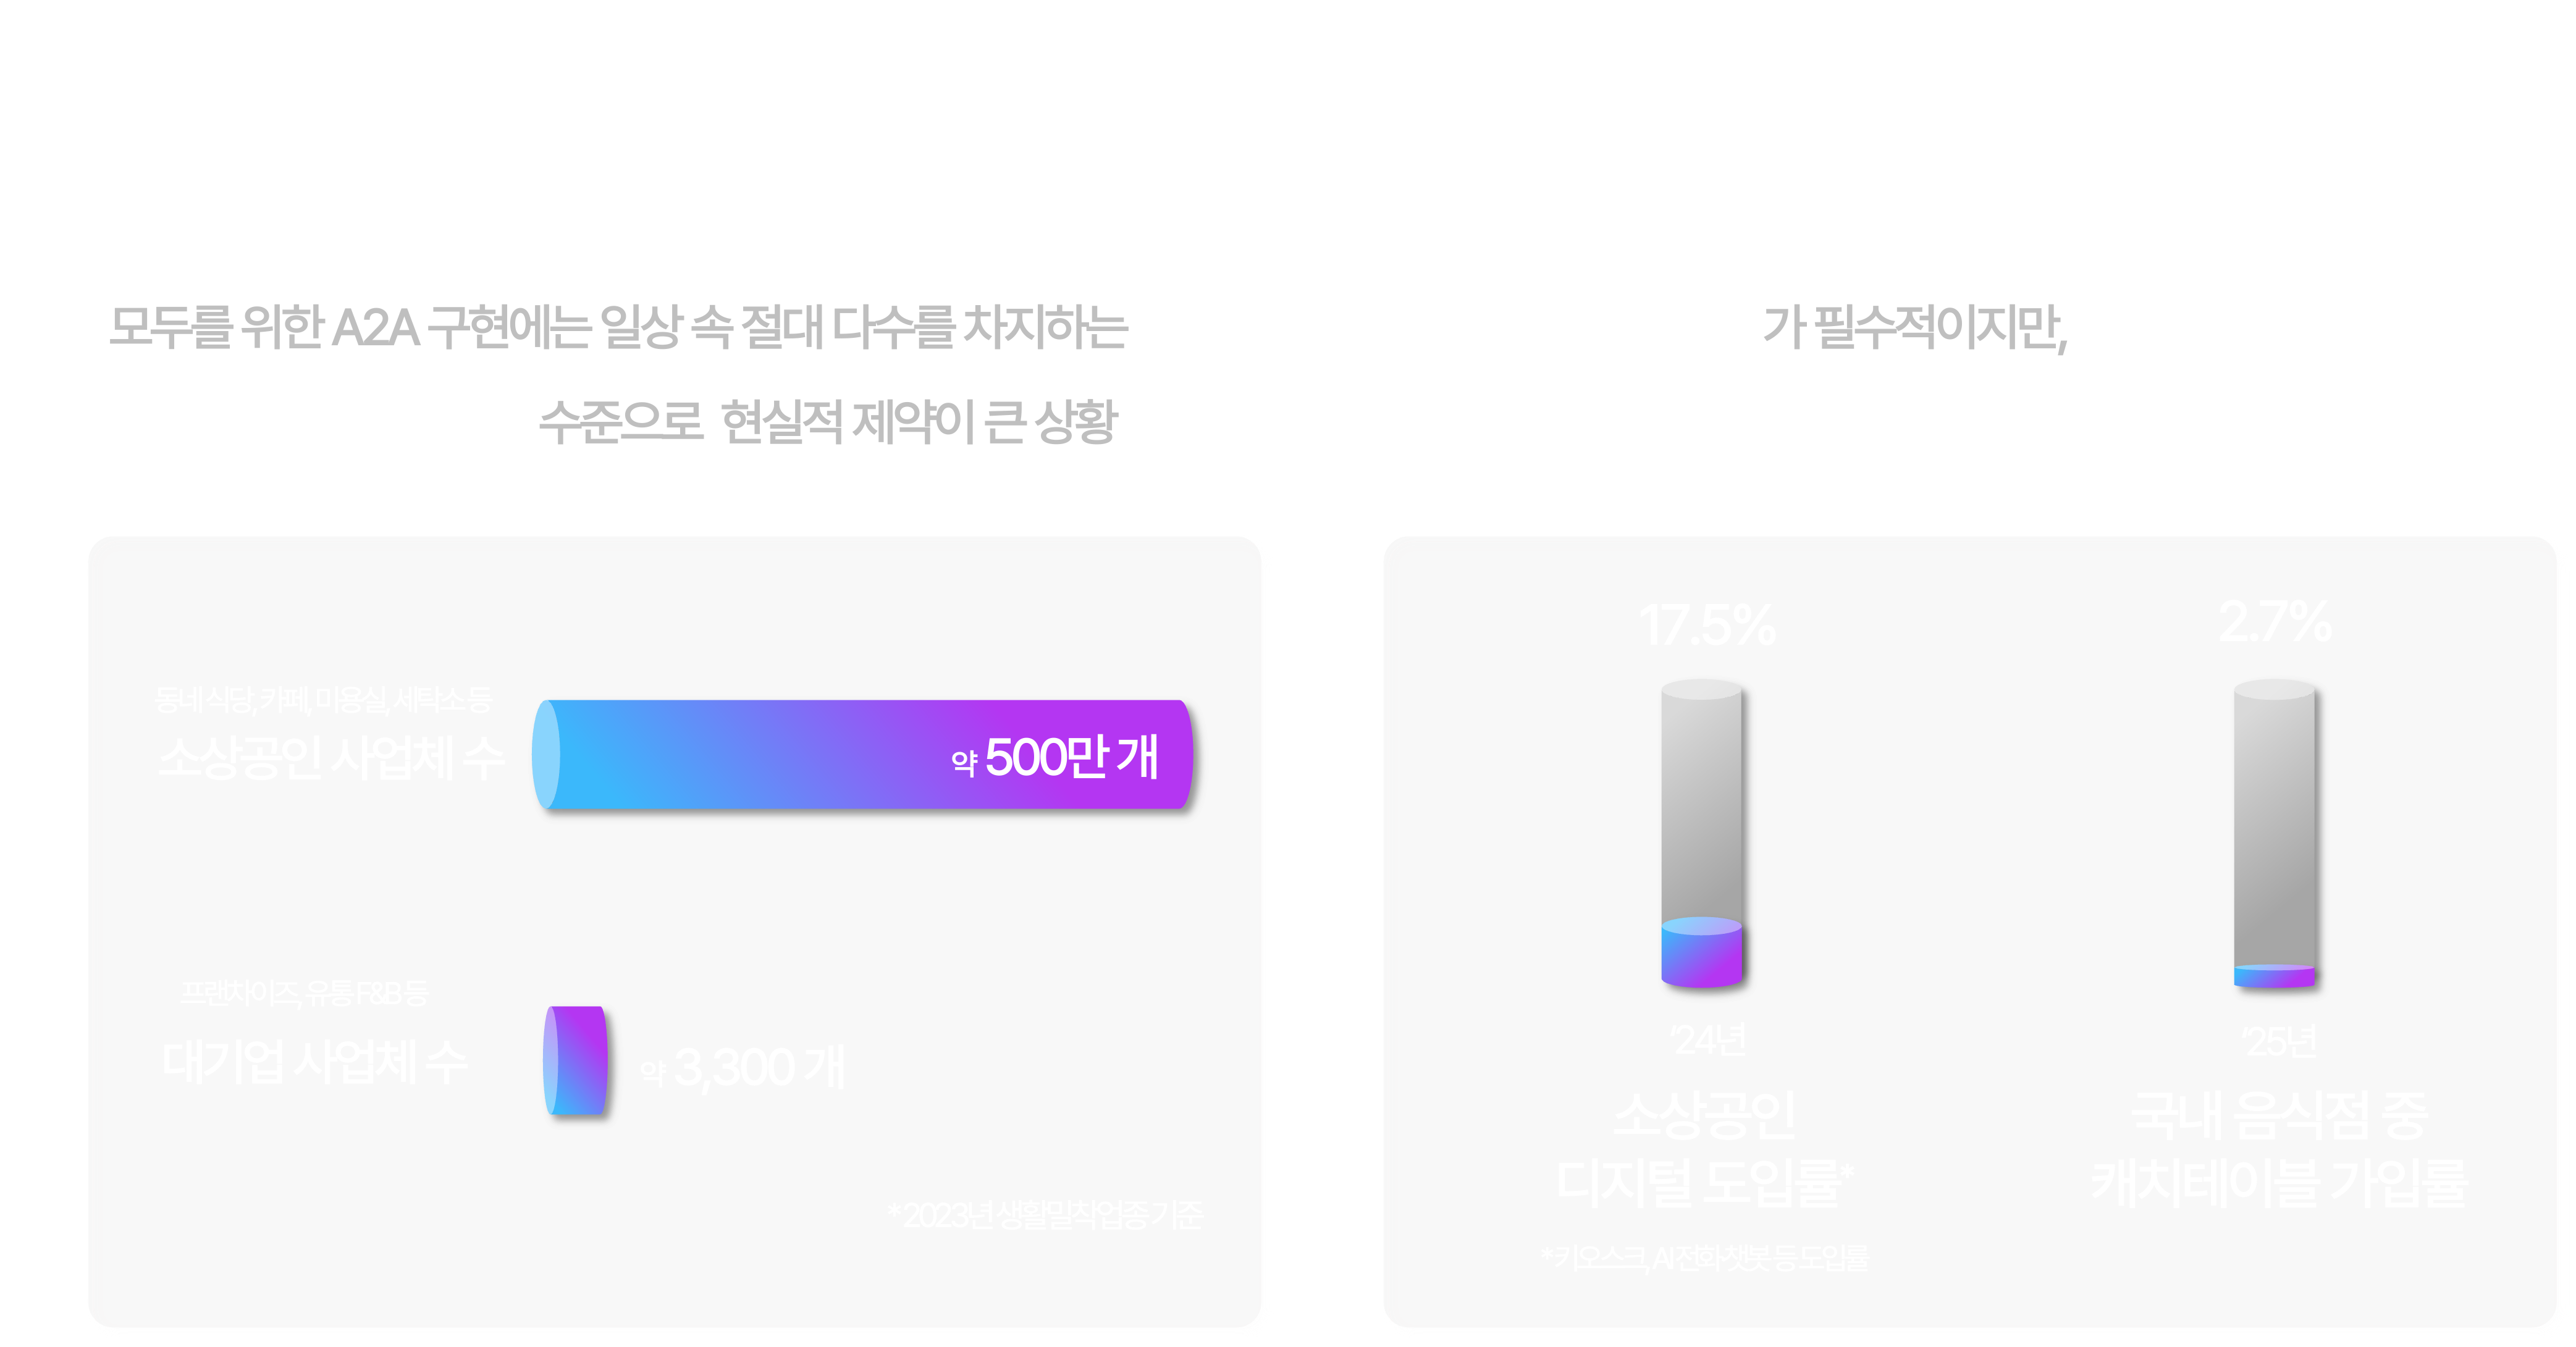 모두를 위한 A2A 구현에는 일상 속 절대 다수를 차지하는 가 필수적이지만,
수준으로 현실적 제약이 큰 상황
동네 식당, 카페, 미용실, 세탁소 등
소상공인 사업체 수
약 500만 개
프랜차이즈, 유통 F&B 등
대기업 사업체 수
약 3,300 개
*2023년 생활밀착업종 기준
17.5%
‘24년
소상공인
디지털 도입률*
*키오스크, AI전화·챗봇 등 도입률
2.7%
‘25년
국내 음식점 중
캐치테이블 가입률